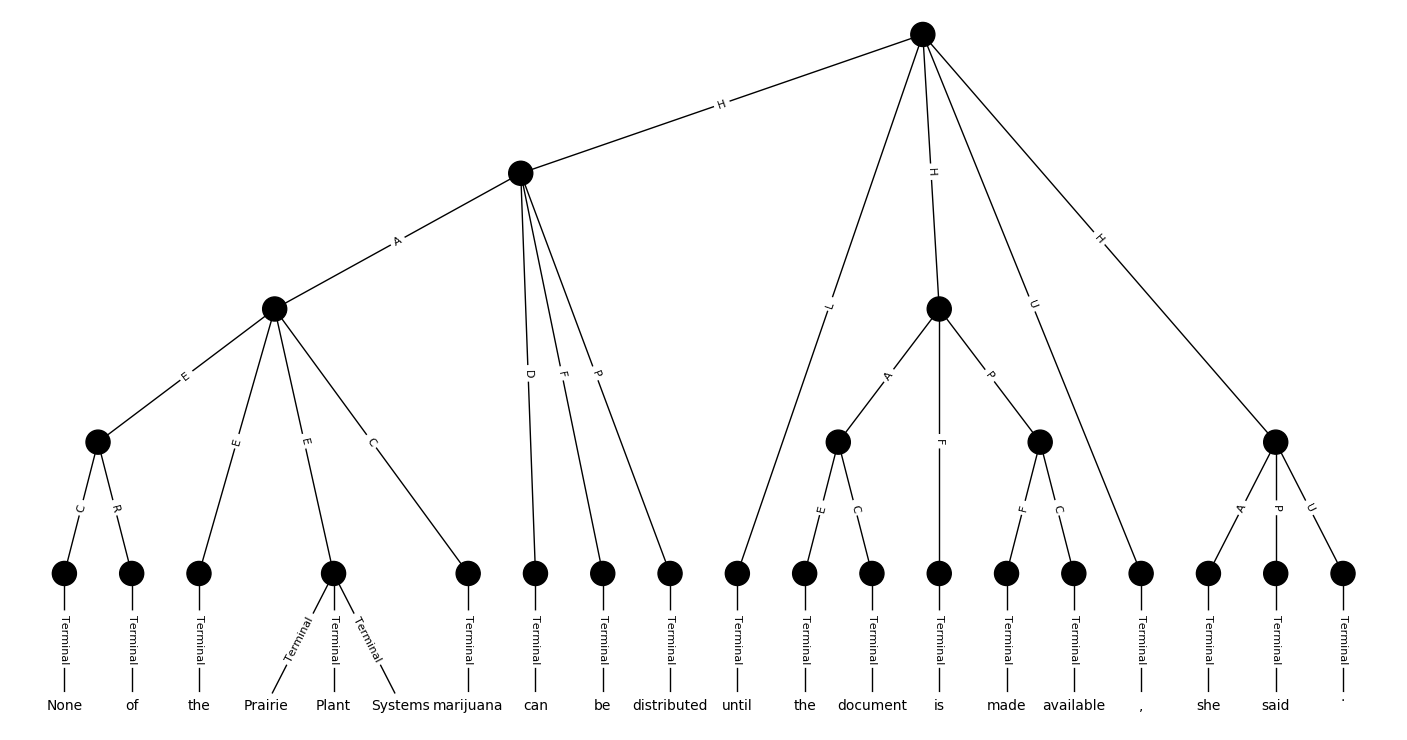 H
A H H
E L U
E E C D F P A F P
C R E C F C A P U
Terminal Terminal Terminal Terminal Terminal Terminal Terminal Terminal Terminal Terminal Terminal Terminal Terminal Terminal Terminal Terminal Terminal Terminal Terminal Terminal
None of the Prairie Plant Systems marijuana can be distributed until the document is made available , she said .